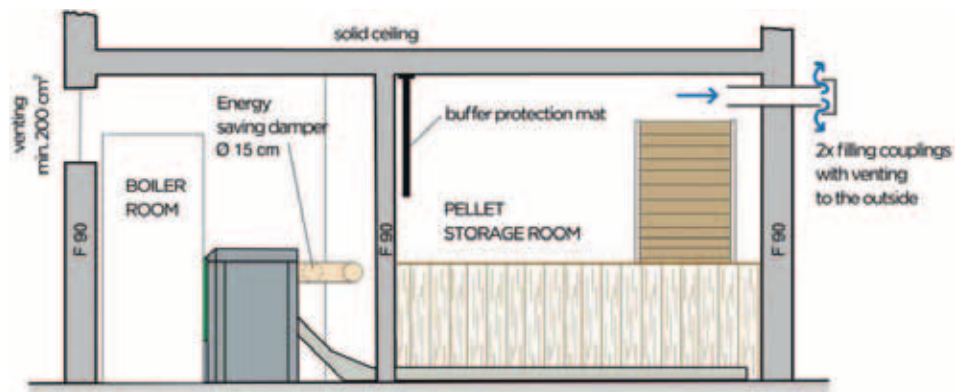 solid ceiling
venting
min. 200 cm²
Energy
saving damper
Ø 15 cm
buffer protection mat
2x filling couplings
with venting
to the outside
BOILER
ROOM
PELLET
STORAGE ROOM
F 90
F 90
F 90